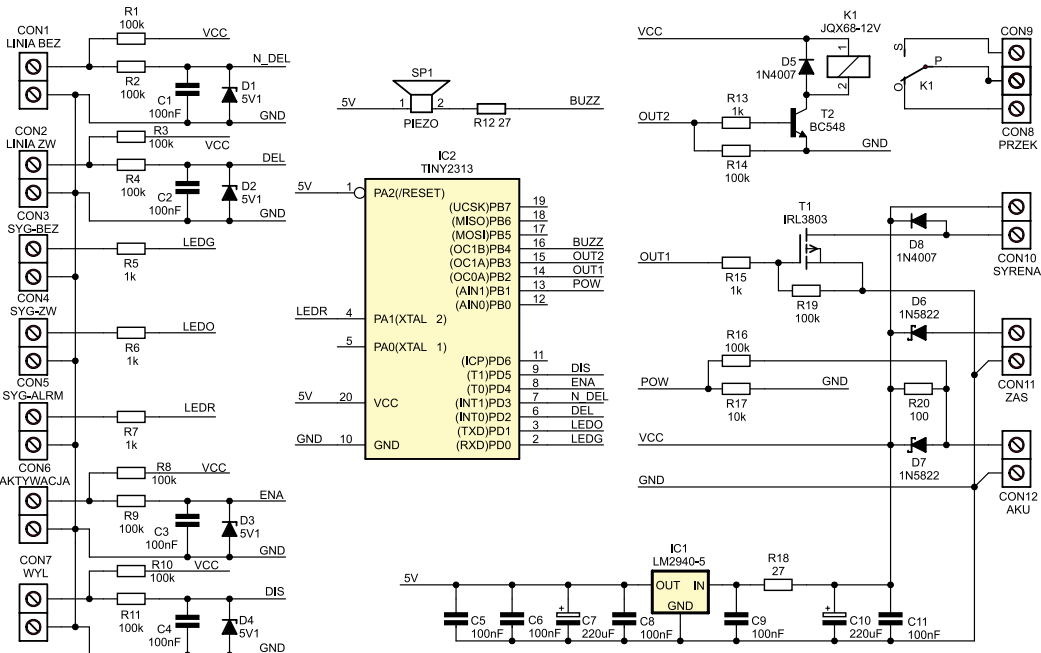 CON1
LINIA BEZ
R1
100k
VCC
R2
100k
N_DEL
C1
100nF
D1
5V1
GND
CON2
LINIA ZW
R3
100k
VCC
R4
100k
DEL
C2
100nF
D2
5V1
GND
CON3
SYG-BEZ
LEDG
R5
1k
CON4
SYG-ZW
LEDO
R6
1k
CON5
SYG-ALRM
LEDR
R7
1k
CON6
AKTYWACJA
R8
100k
VCC
R9
100k
ENA
C3
100nF
D3
5V1
GND
CON7
WYL
R10
100k
VCC
R11
100k
DIS
C4
100nF
D4
5V1
GND
SP1
5V
1
2
PIEZO
R12 27
BUZZ
IC2
TINY2313
5V
1
PA2(/RESET)
(UCSK)PB7
19
(MISO)PB6
18
(MOSI)PB5
17
(OC1B)PB4
16
BUZZ
(OC1A)PB3
15
OUT2
(OC0A)PB2
14
OUT1
(AIN1)PB1
13
POW
(AIN0)PB0
12
LEDR
4
PA1(XTAL 2)
5
PA0(XTAL 1)
(ICP)PD6
11
(T1)PD5
9
DIS
(T0)PD4
8
ENA
(INT1)PD3
7
N_DEL
(INT0)PD2
6
DEL
(TXD)PD1
3
LEDO
(RXD)PD0
2
LEDG
5V
20
VCC
GND
10
GND
K1
JQX68-12V
VCC
D5
1N4007
1
2
R13
1k
OUT2
T2
BC548
R14
100k
GND
S
P
O
K1
CON9
CON8
PRZEK
T1
IRL3803
OUT1
R15
1k
R19
100k
D8
1N4007
CON10
SYRENA
D6
1N5822
R16
100k
POW
R17
10k
GND
R20
100
CON11
ZAS
VCC
D7
1N5822
GND
CON12
AKU
5V
IC1
LM2940-5
OUT
IN
GND
R18
27
C5
100nF
C6
100nF
+
C7
220uF
C8
100nF
C9
100nF
+
C10
220uF
C11
100nF